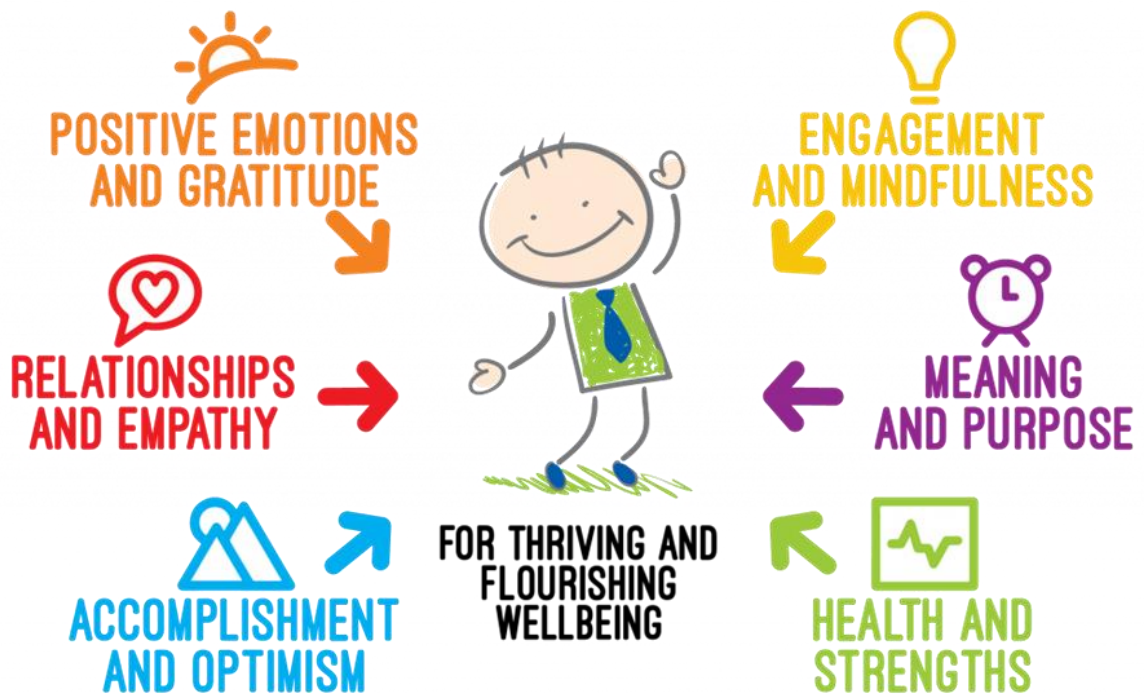 POSITIVE EMOTIONS
AND GRATITUDE
ENGAGEMENT
AND MINDFULNESS
RELATIONSHIPS
AND EMPATHY
MEANING
AND PURPOSE
ACCOMPLISHMENT
AND OPTIMISM
FOR THRIVING AND
FLOURISHING
WELLBEING
HEALTH AND
STRENGTHS